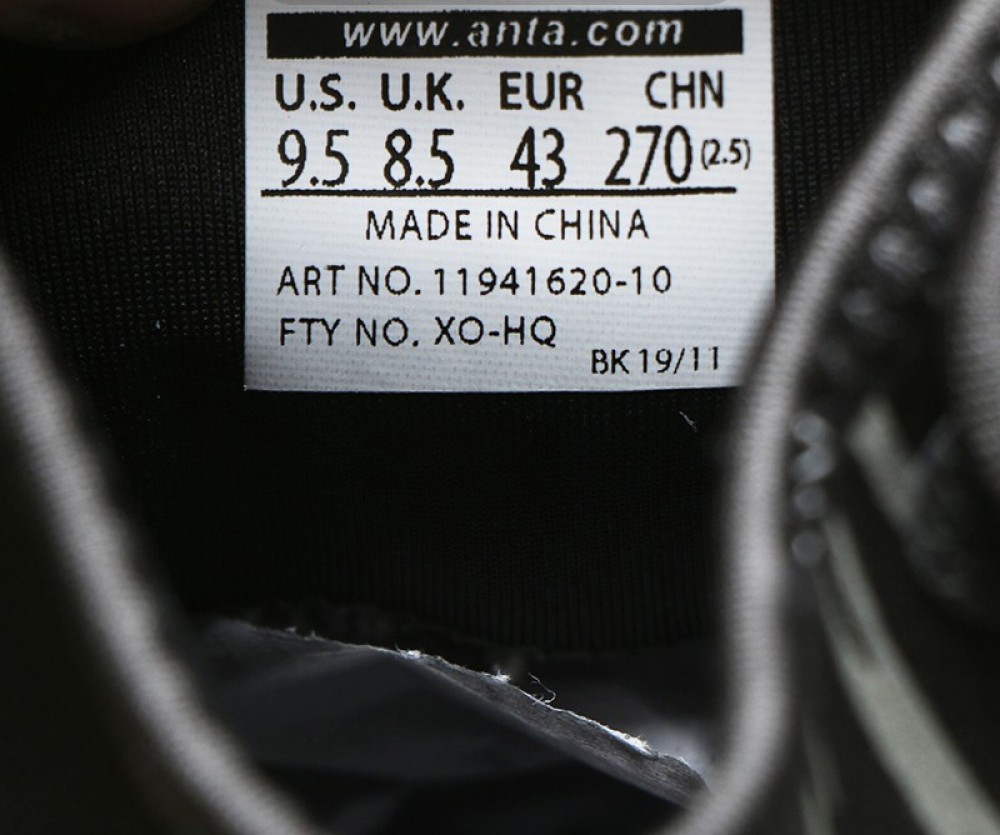 www.anta.com
U.S. U.K. EUR CHN
9.5 8.5 43 270(2.5)
MADE IN CHINA
ART NO. 11941620-10
FTY NO. XO-HQ
BK 19/11